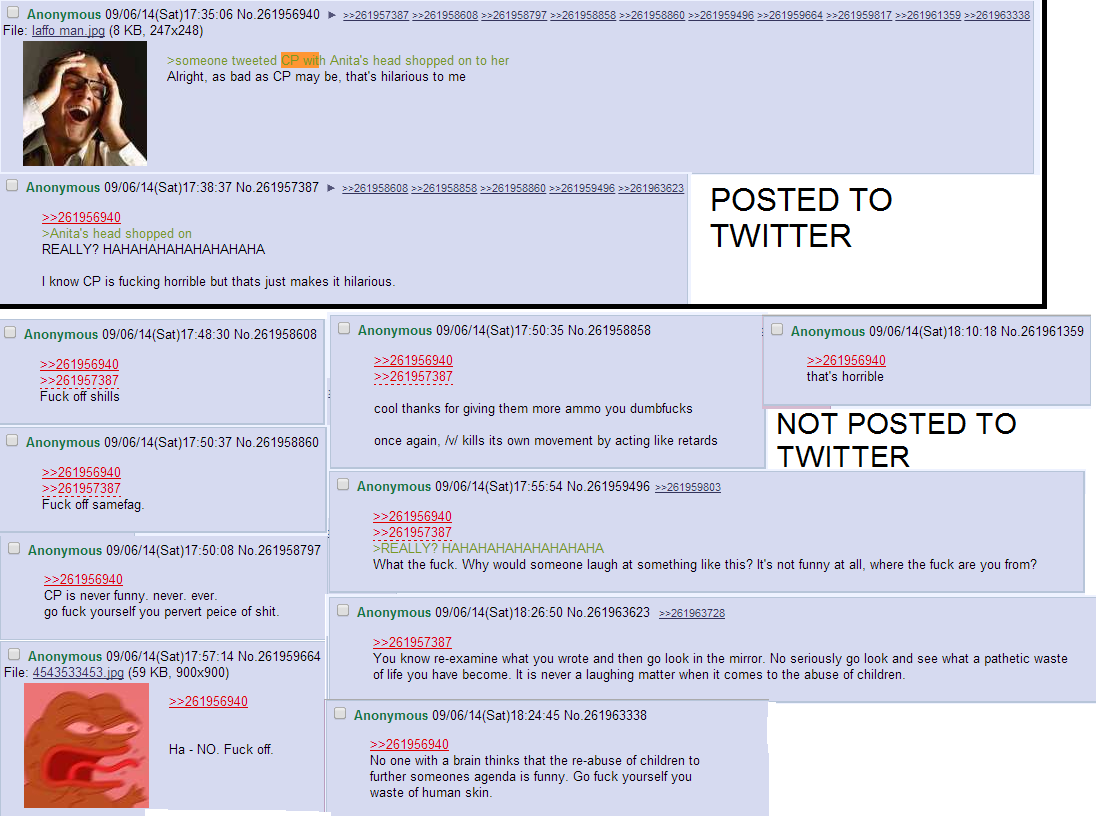 Anonymous 09/06/14(Sat)17:35:06 No.261956940 ► >>261957387 >>261958608 >>261958797 >>261958858 >>261958860 >>261959496 >>261959664 >>261959817 >>261961359 >>261963338
File: laffo man.jpg (8 KB, 247x248)
>someone tweeted CP with Anita's head shopped on to her
Alright, as bad as CP may be, that's hilarious to me
Anonymous 09/06/14(Sat)17:38:37 No.261957387 ► >>261958608 >>261958858 >>261958860 >>261959496 >>261963623
>>261956940
>Anita's head shopped on
REALLY? HAHAHAHAHAHAHAHAHA
I know CP is fucking horrible but thats just makes it hilarious.
POSTED TO
TWITTER
Anonymous 09/06/14(Sat)17:48:30 No.261958608
>>261956940
>>261957387
Fuck off shills
Anonymous 09/06/14(Sat)17:50:37 No.261958860
>>261956940
>>261957387
Fuck off samefag.
Anonymous 09/06/14(Sat)17:50:08 No.261958797
>>261956940
CP is never funny. never. ever.
go fuck yourself you pervert peice of shit.
Anonymous 09/06/14(Sat)17:57:14 No.261959664
File: 4543533453.jpg (59 KB, 900x900)
>>261956940
Ha - NO. Fuck off.
Anonymous 09/06/14(Sat)17:50:35 No.261958858
>>261956940
>>261957387
cool thanks for giving them more ammo you dumbfucks
once again, /v/ kills its own movement by acting like retards
Anonymous 09/06/14(Sat)18:10:18 No.261961359
>>261956940
that's horrible
NOT POSTED TO
TWITTER
Anonymous 09/06/14(Sat)17:55:54 No.261959496 >>261959803
>>261956940
>>261957387
>REALLY? HAHAHAHAHAHAHAHAHA
What the fuck. Why would someone laugh at something like this? It's not funny at all, where the fuck are you from?
Anonymous 09/06/14(Sat)18:26:50 No.261963623 >>261963728
>>261957387
You know re-examine what you wrote and then go look in the mirror. No seriously go look and see what a pathetic waste
of life you have become. It is never a laughing matter when it comes to the abuse of children.
Anonymous 09/06/14(Sat)18:24:45 No.261963338
>>261956940
No one with a brain thinks that the re-abuse of children to
further someones agenda is funny. Go fuck yourself you
waste of human skin.